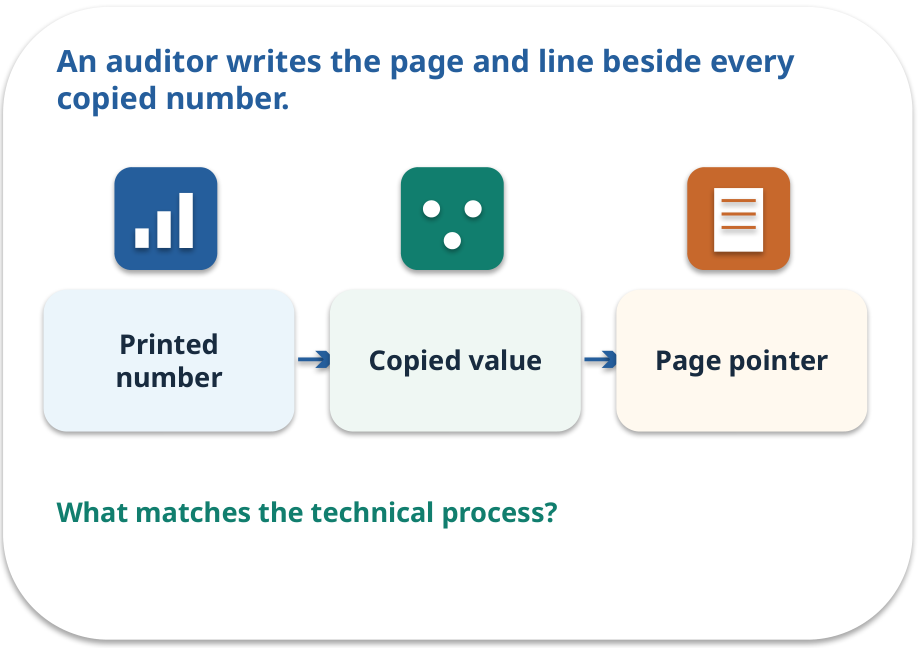 An auditor writes the page and line beside every
copied number.
Printed
number
Copied value
Page pointer
What matches the technical process?